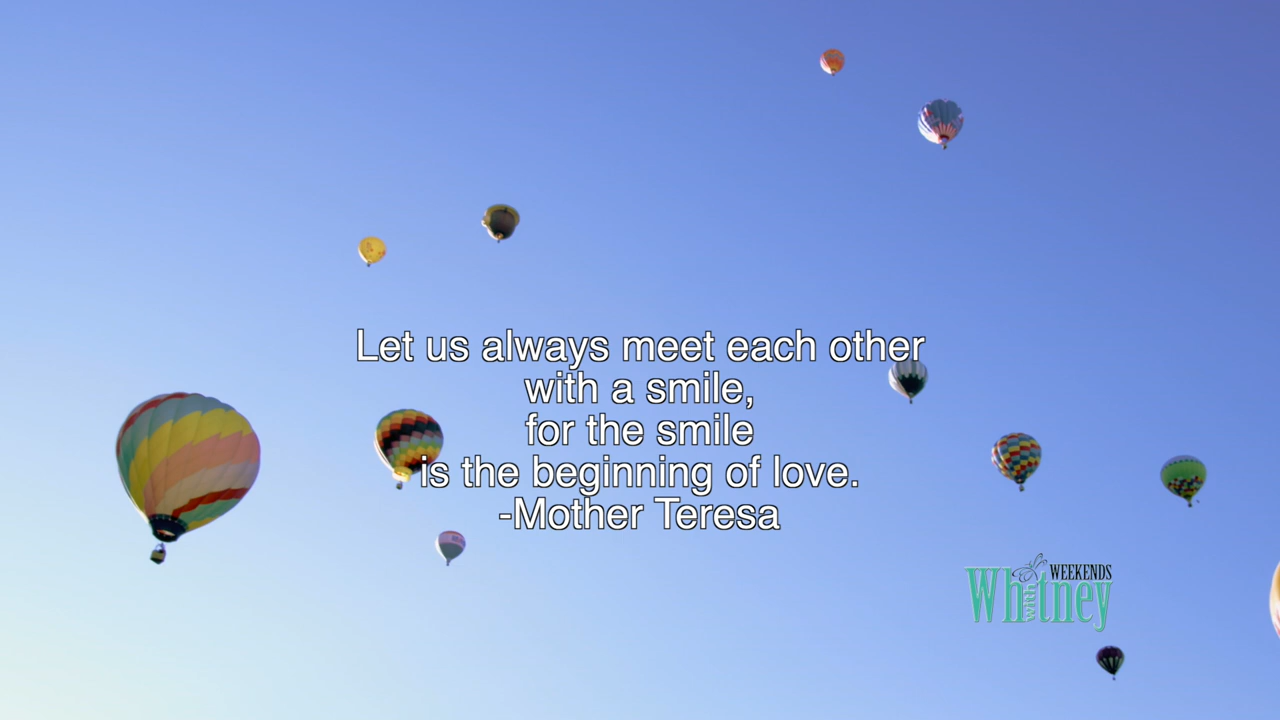 Let us always meet each other
with a smile,
for the smile
is the beginning of love.
-Mother Teresa
WEEKENDS
with
Whitney